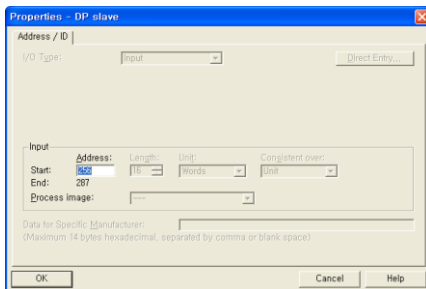 Properties - DP slave
Address / ID
I/O Type: Input Direct Entry...
Input
Address: Length: Unit: Consistent over:
Start: 256 16 Words Unit
End: 287
Process image: ---
Data for Specific Manufacturer:
(Maximum 14 bytes hexadecimal, separated by comma or blank space)
OK Cancel Help